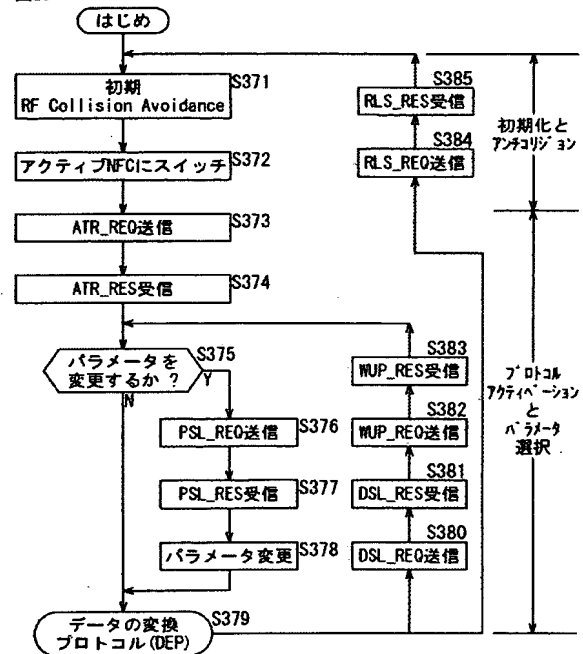 はじめ
初期
RF Collision Avoidance
S371
アクティブNFCにスイッチ
S372
ATR_REQ送信
S373
ATR_RES受信
S374
パラメータを
変更するか ?
S375
Y
N
PSL_REQ送信
S376
PSL_RES受信
S377
パラメータ変更
S378
データの変換
プロトコル(DEP)
S379
S385
RLS_RES受信
S384
RLS_REQ送信
S383
WUP_RES受信
S382
WUP_REQ送信
S381
DSL_RES受信
S380
DSL_REQ送信
初期化と
アンチコリジョン
プロトコル
アクティベーション
と
パラメータ
選択